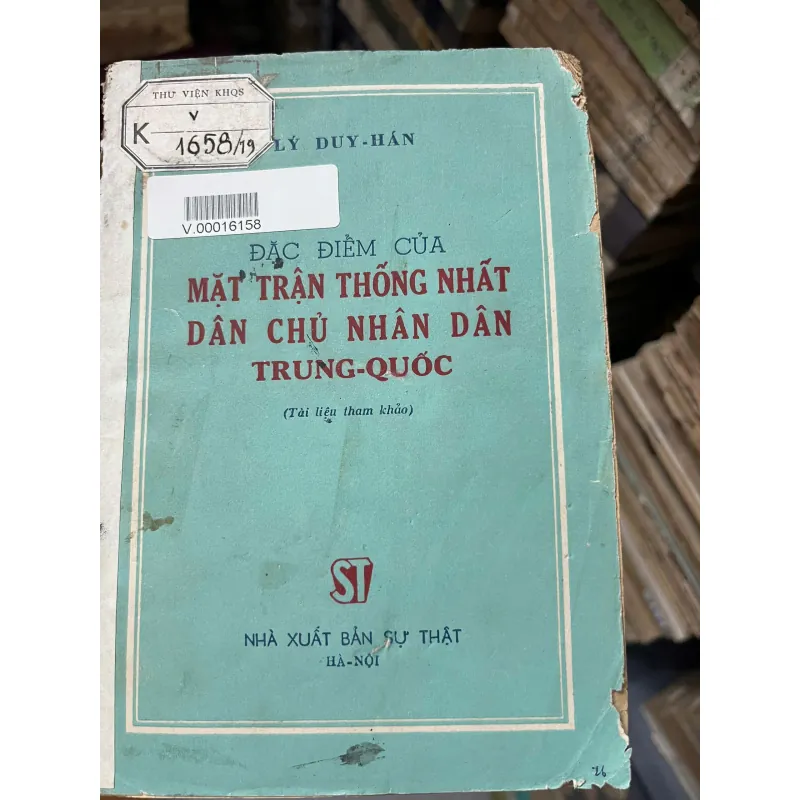 THƯ VIỆN KHQS
V
K 1658/19
LÝ DUY-HÁN
V.00016158
ĐẶC ĐIỂM CỦA
MẶT TRẬN THỐNG NHẤT
DÂN CHỦ NHÂN DÂN
TRUNG-QUỐC
(Tài liệu tham khảo)
ST
NHÀ XUẤT BẢN SỰ THẬT
HÀ-NỘI